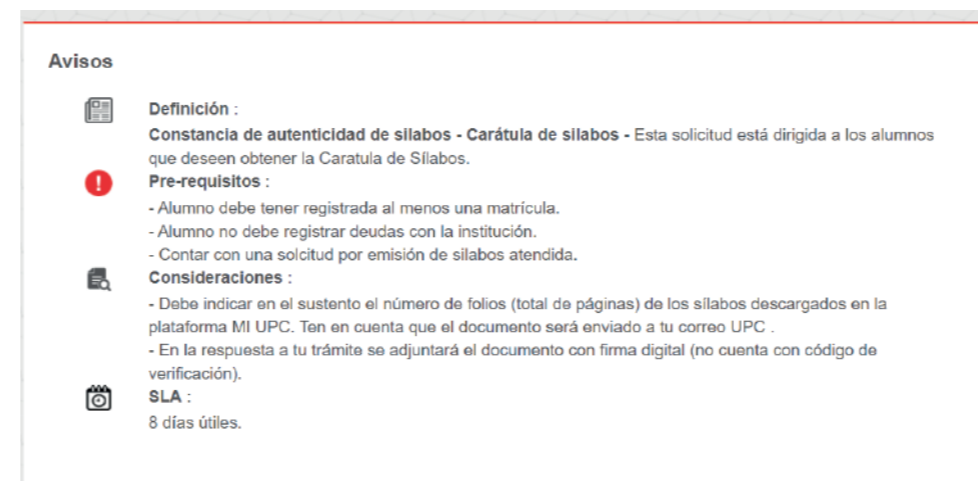 Avisos
Definición :
Constancia de autenticidad de silabos - Carátula de silabos - Esta solicitud está dirigida a los alumnos
que deseen obtener la Caratula de Sílabos.
Pre-requisitos :
- Alumno debe tener registrada al menos una matrícula.
- Alumno no debe registrar deudas con la institución.
- Contar con una solcitud por emisión de silabos atendida.
Consideraciones :
- Debe indicar en el sustento el número de folios (total de páginas) de los sílabos descargados en la
plataforma MI UPC. Ten en cuenta que el documento será enviado a tu correo UPC .
- En la respuesta a tu trámite se adjuntará el documento con firma digital (no cuenta con código de
verificación).
SLA :
8 días útiles.